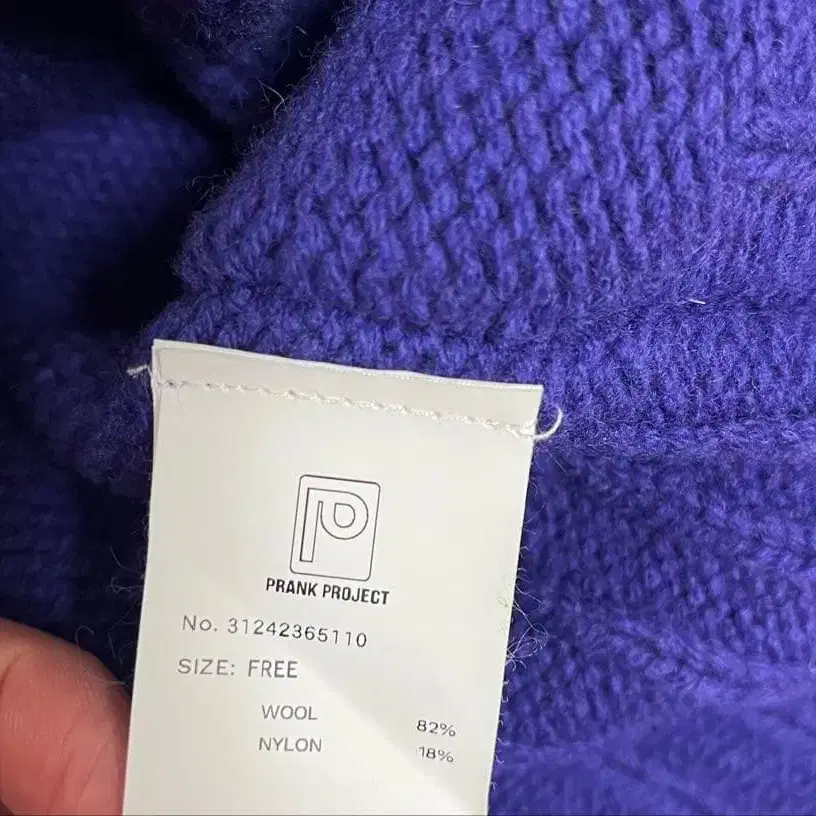 PRANK PROJECT
No. 31242365110
SIZE: FREE
WOOL 82%
NYLON 18%